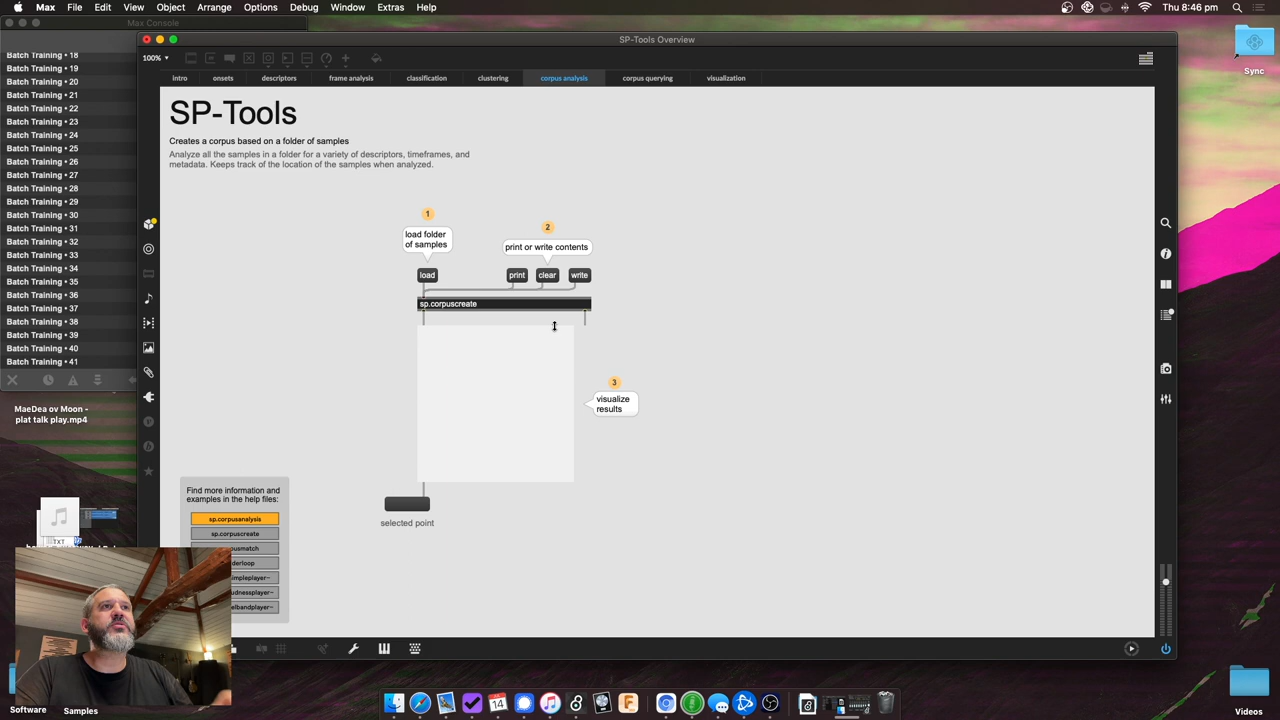 Max File Edit View Object Arrange Options Debug Window Extras Help
Thu 8:46 pm
Max Console
Batch Training • 18
Batch Training • 19
Batch Training • 20
Batch Training • 21
Batch Training • 22
Batch Training • 23
Batch Training • 24
Batch Training • 25
Batch Training • 26
Batch Training • 27
Batch Training • 28
Batch Training • 29
Batch Training • 30
Batch Training • 31
Batch Training • 32
Batch Training • 33
Batch Training • 34
Batch Training • 35
Batch Training • 36
Batch Training • 37
Batch Training • 38
Batch Training • 39
Batch Training • 40
Batch Training • 41
SP-Tools Overview
100%
intro onsets descriptors frame analysis classification clustering corpus analysis corpus querying visualization
SP-Tools
Creates a corpus based on a folder of samples
Analyze all the samples in a folder for a variety of descriptors, timeframes, and
metadata. Keeps track of the location of the samples when analyzed.
1
load folder
of samples
2
print or write contents
load print clear write
sp.corpuscreate
3
visualize
results
selected point
Find more information and
examples in the help files:
sp.corpusanalysis
sp.corpuscreate
Sync
MaeDea ov Moon -
plat talk play.mp4
TXT
Software
Samples
Videos
14